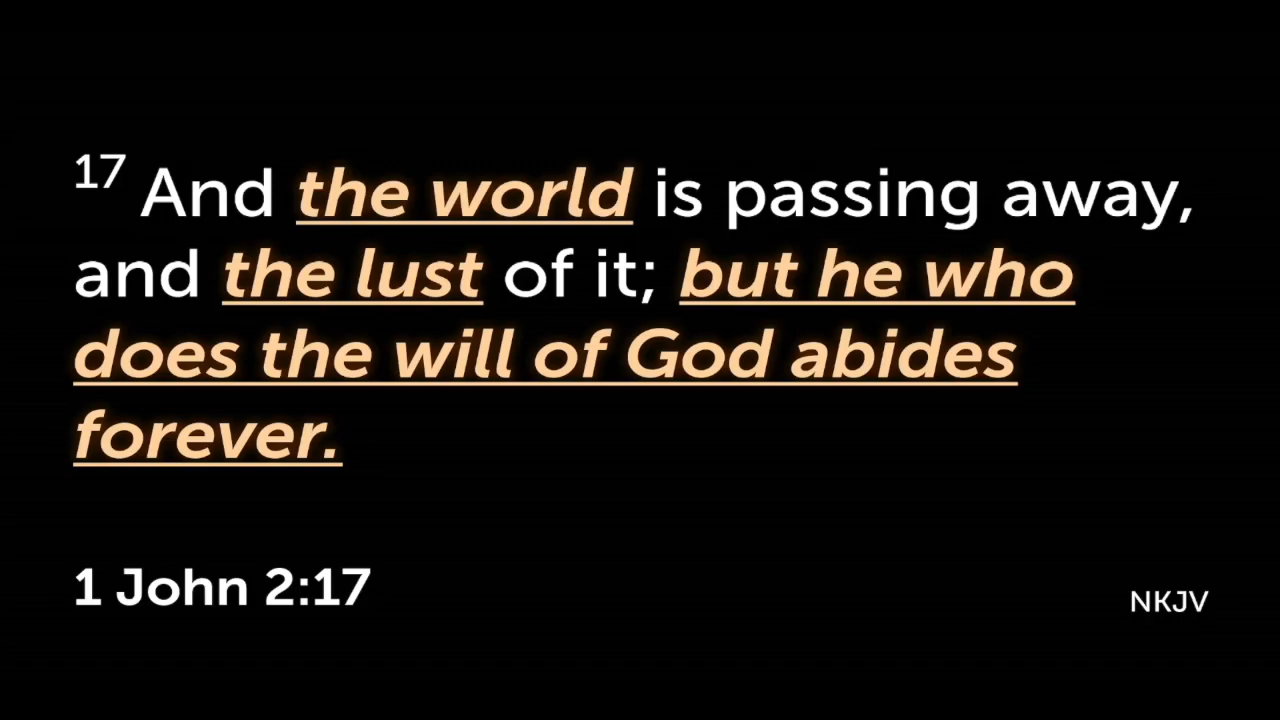 17 And the world is passing away,
and the lust of it; but he who
does the will of God abides
forever.
1 John 2:17
NKJV